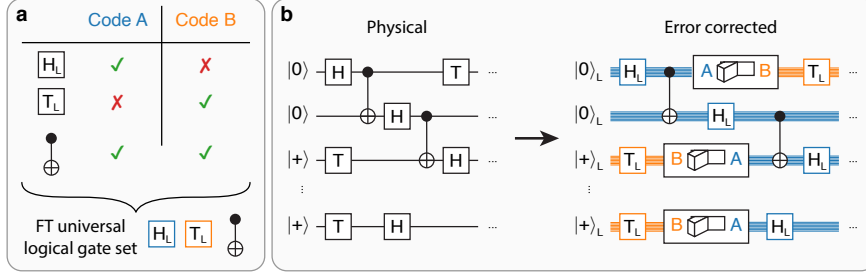 a
Code A Code B
H_L ✓ ✗
T_L ✗ ✓
✓ ✓
FT universal
logical gate set H_L T_L
b
Physical
|0⟩ H T ...
|0⟩ H ...
|+⟩ T H ...
⋮
|+⟩ T H ...
Error corrected
|0⟩_L H_L A B T_L ...
|0⟩_L H_L ...
|+⟩_L T_L B A H_L ...
⋮
|+⟩_L T_L B A H_L ...